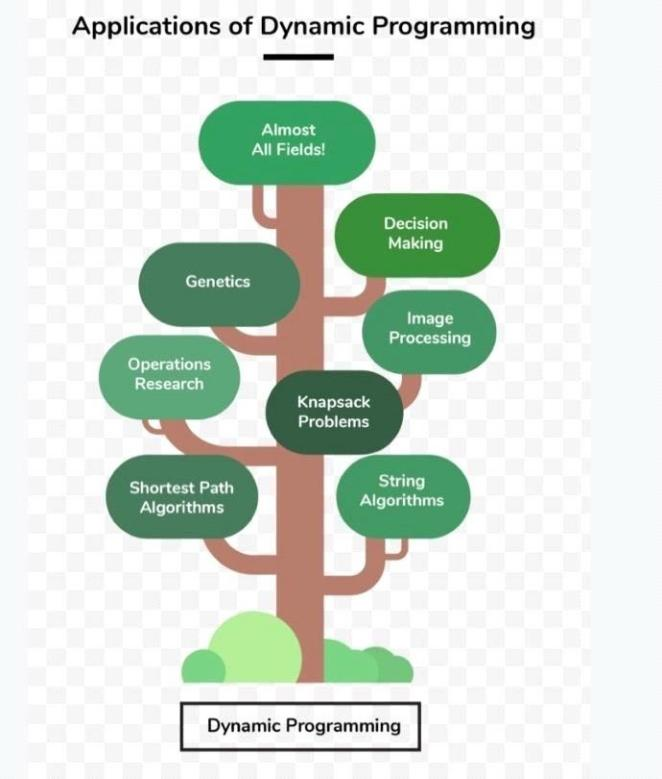 Applications of Dynamic Programming
Almost
All Fields!
Decision
Making
Genetics
Image
Processing
Operations
Research
Knapsack
Problems
Shortest Path
Algorithms
String
Algorithms
Dynamic Programming